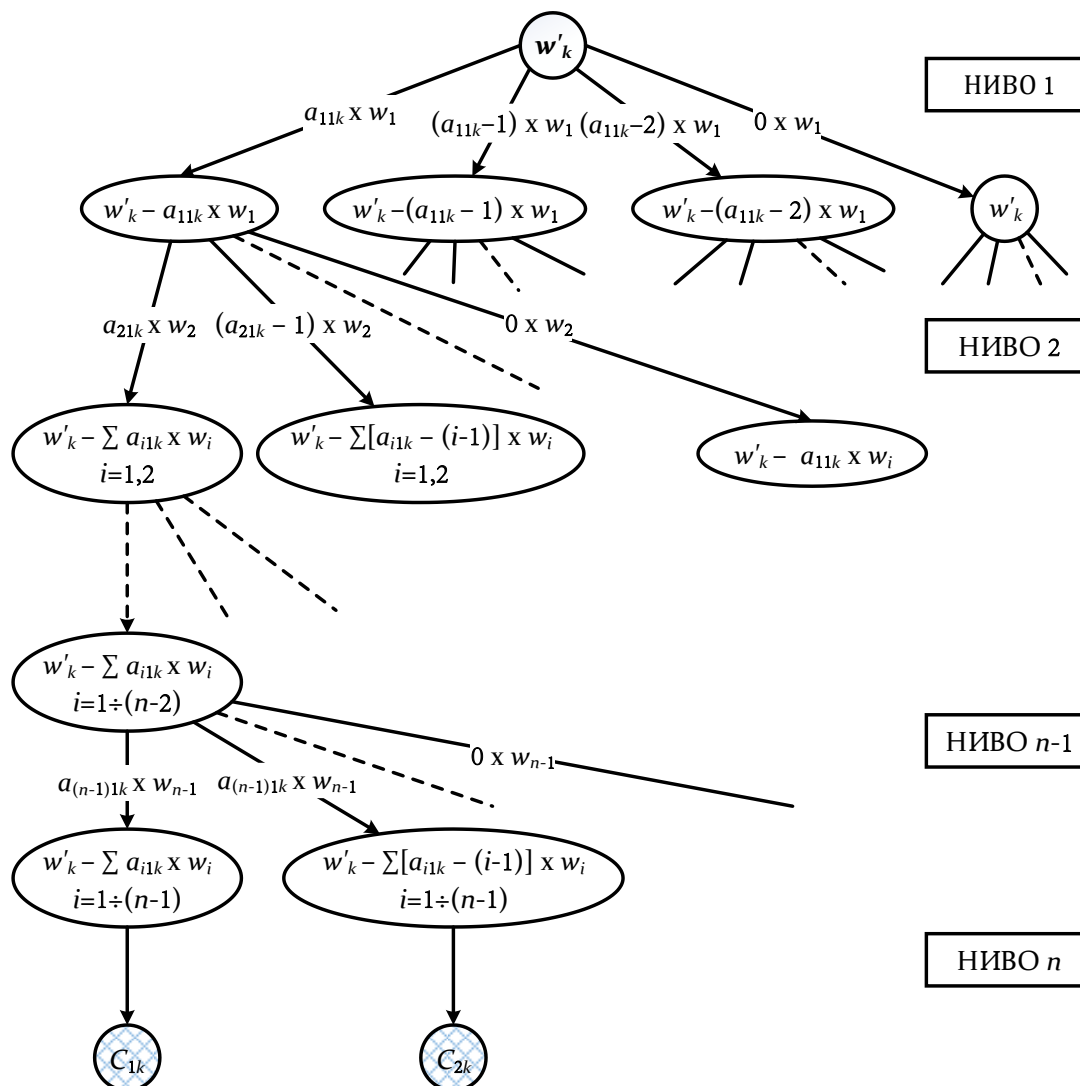 w′k
НИВО 1
a11k x w1
(a11k–1) x w1
(a11k–2) x w1
0 x w1
w′k – a11k x w1
w′k –(a11k – 1) x w1
w′k –(a11k – 2) x w1
w′k
a21k x w2
(a21k – 1) x w2
0 x w2
НИВО 2
w′k – ∑ ai1k x wi
i=1,2
w′k – ∑[ai1k – (i-1)] x wi
i=1,2
w′k – a11k x wi
w′k – ∑ ai1k x wi
i=1÷(n-2)
НИВО n-1
a(n-1)1k x wn-1
a(n-1)1k x wn-1
0 x wn-1
w′k – ∑ ai1k x wi
i=1÷(n-1)
w′k – ∑[ai1k – (i-1)] x wi
i=1÷(n-1)
НИВО n
C1k
C2k